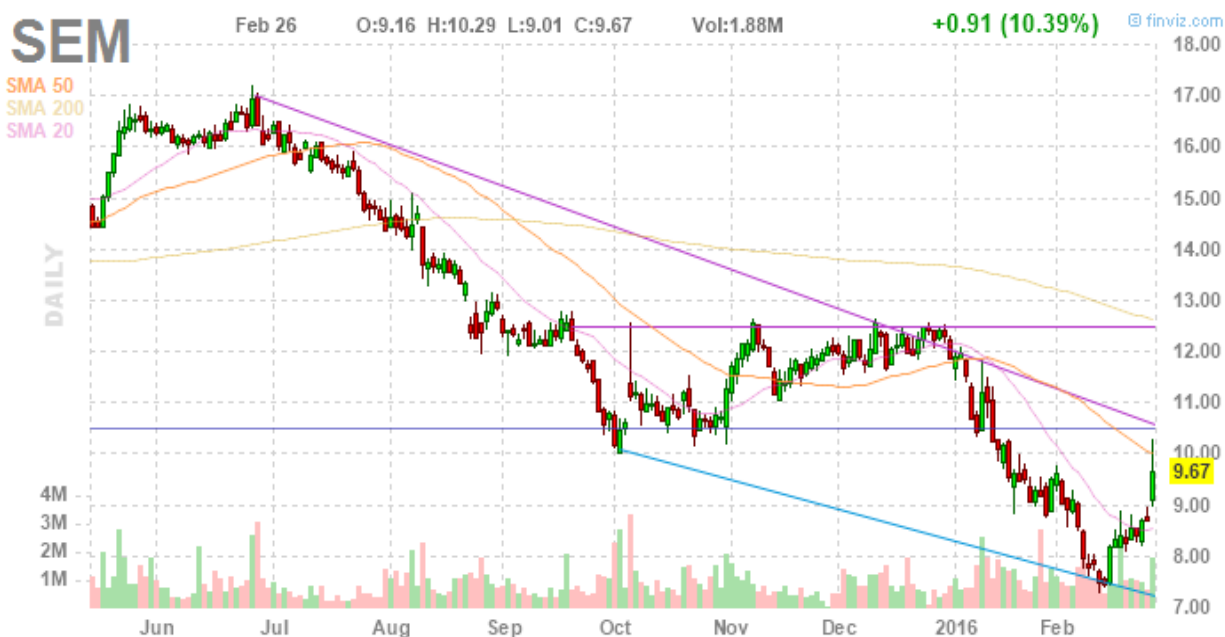 SEM
Feb 26 O:9.16 H:10.29 L:9.01 C:9.67 Vol:1.88M +0.91 (10.39%) © finviz.com
SMA 50
SMA 200
SMA 20
DAILY
18.00
17.00
16.00
15.00
14.00
13.00
12.00
11.00
10.00
9.67
9.00
8.00
7.00
4M
3M
2M
1M
Jun Jul Aug Sep Oct Nov Dec 2016 Feb